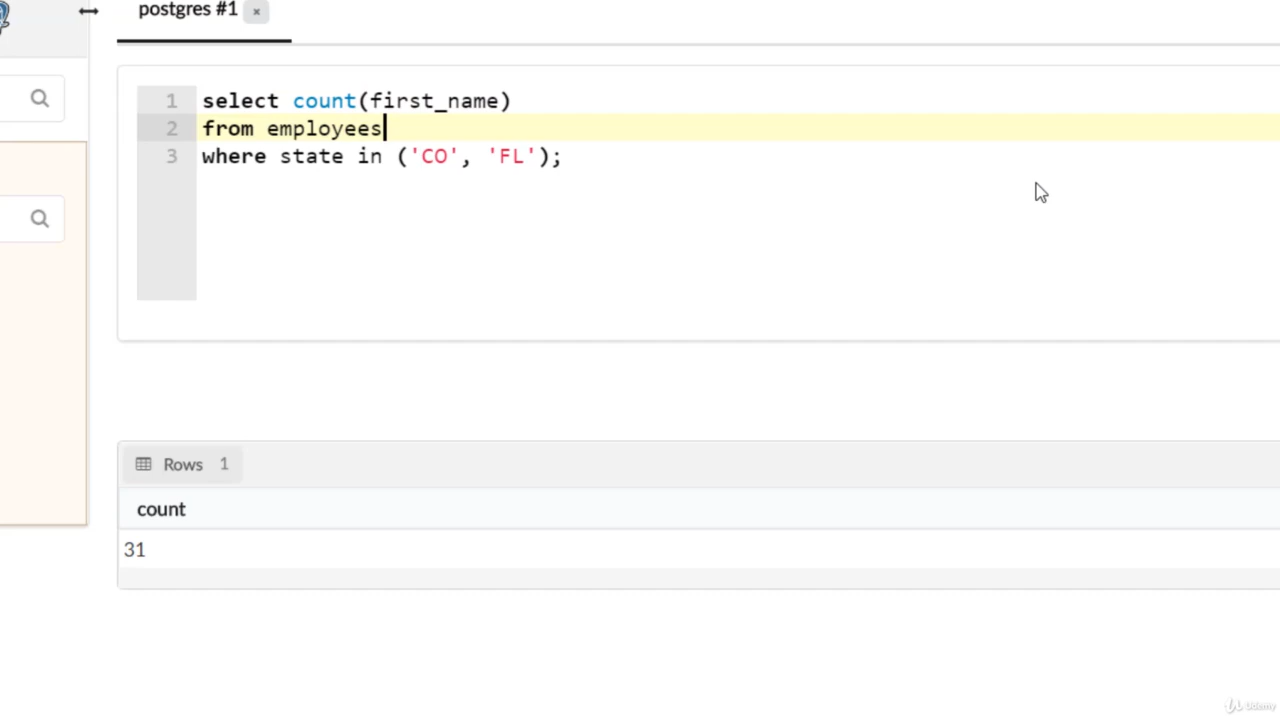 postgres #1 ×
1 select count(first_name)
2 from employees
3 where state in ('CO', 'FL');
Rows 1
count
31
Udemy